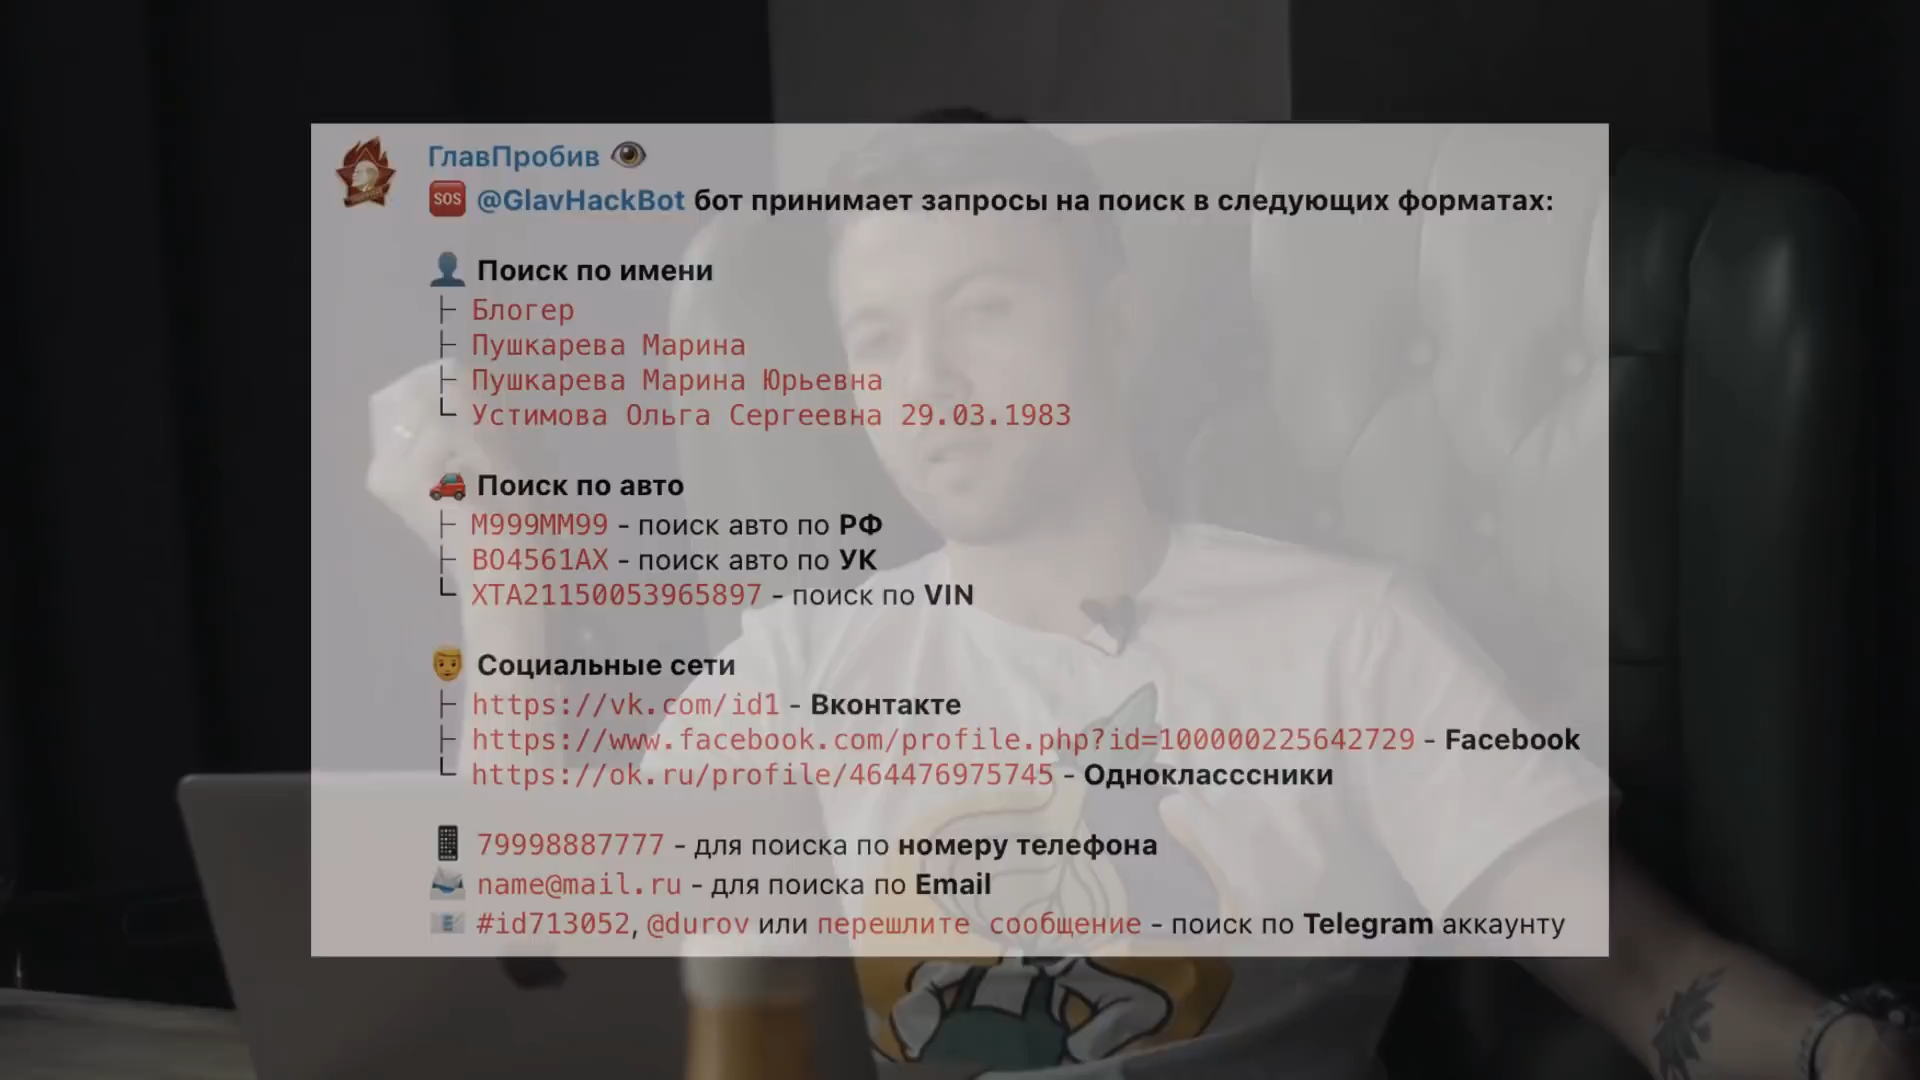 ГлавПробив
SOS @GlavHackBot бот принимает запросы на поиск в следующих форматах:
Поиск по имени
├ Блогер
├ Пушкарева Марина
├ Пушкарева Марина Юрьевна
└ Устимова Ольга Сергеевна 29.03.1983
Поиск по авто
├ М999ММ99 - поиск авто по РФ
├ ВО4561АХ - поиск авто по УК
└ XTA21150053965897 - поиск по VIN
Социальные сети
├ https://vk.com/id1 - Вконтакте
├ https://www.facebook.com/profile.php?id=100000225642729 - Facebook
└ https://ok.ru/profile/464476975745 - Однокласссники
79998887777 - для поиска по номеру телефона
name@mail.ru - для поиска по Email
#id713052, @durov или перешлите сообщение - поиск по Telegram аккаунту